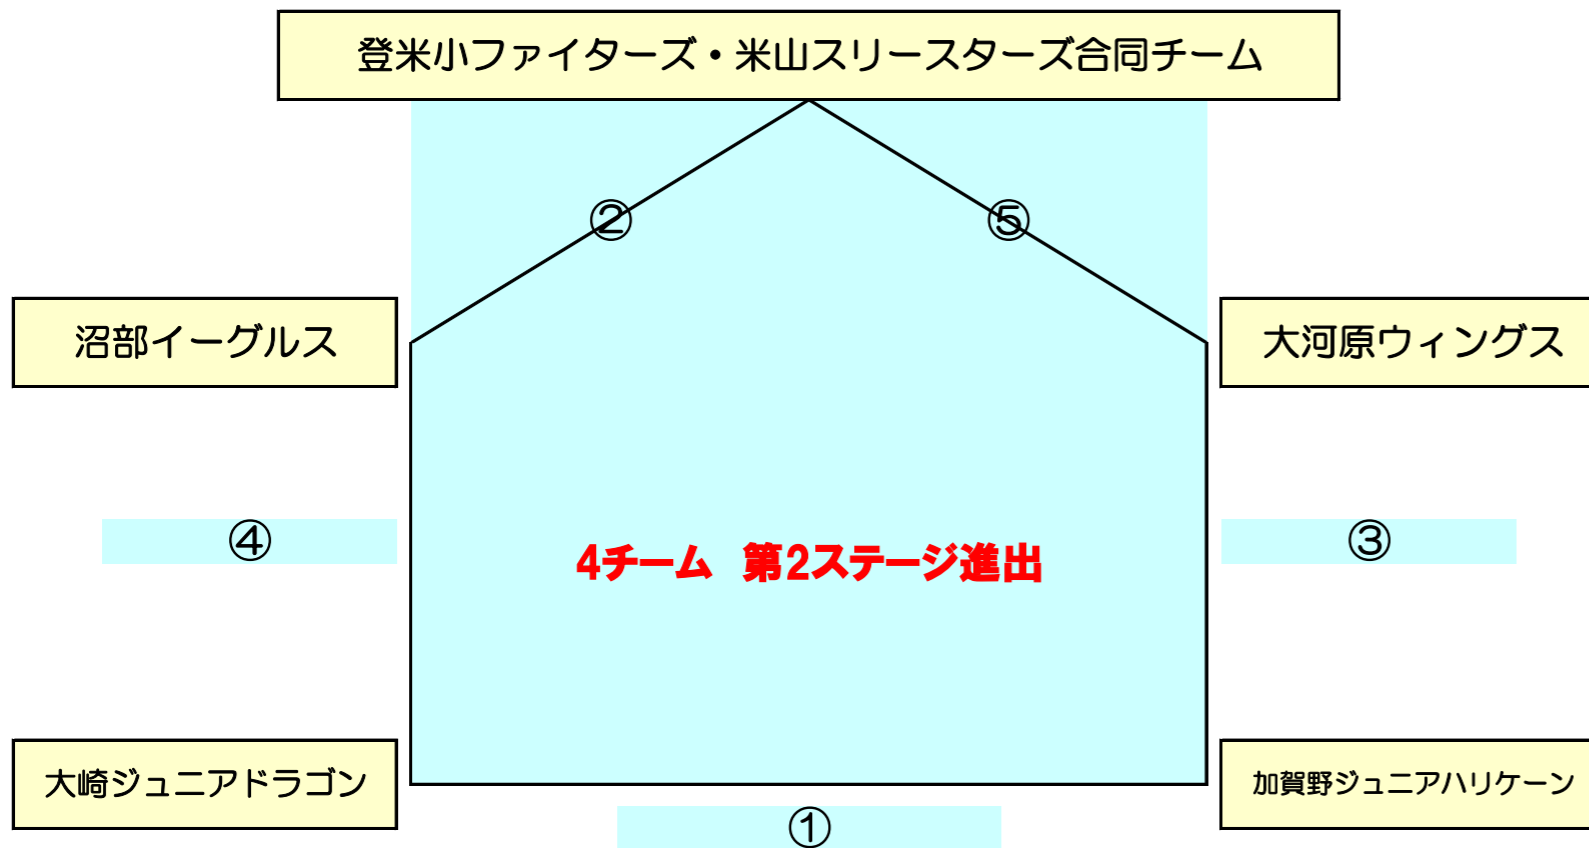 登米小ファイターズ・米山スリースターズ合同チーム
② ⑤
沼部イーグルス 大河原ウィングス
④ ③
4チーム 第2ステージ進出
大崎ジュニアドラゴン 加賀野ジュニアハリケーン
①